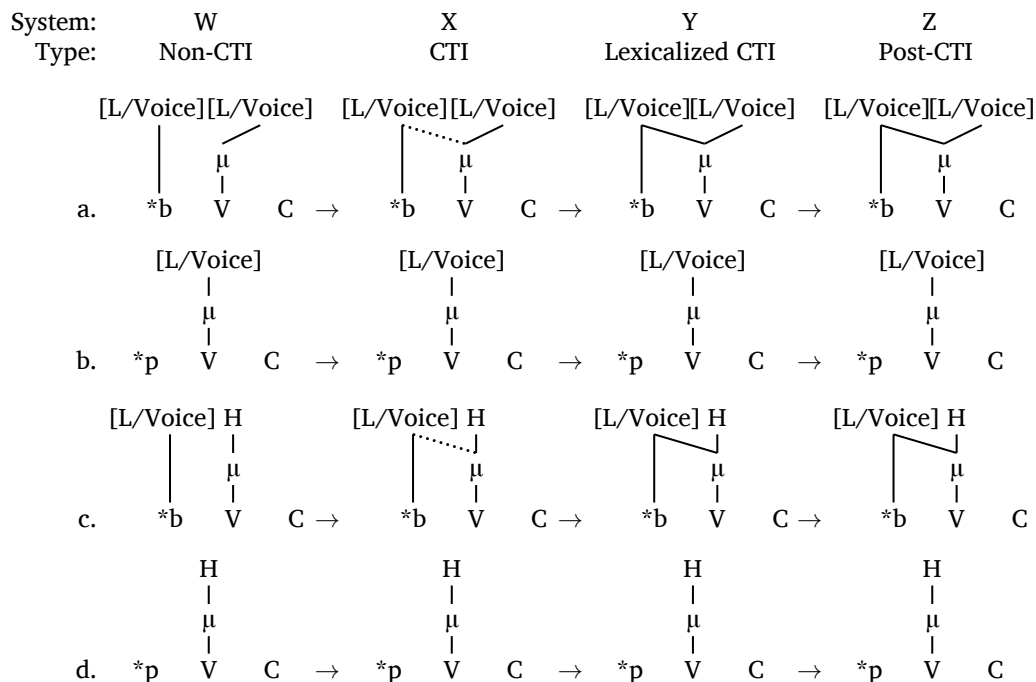 System: W X Y Z
Type: Non-CTI CTI Lexicalized CTI Post-CTI
[L/Voice][L/Voice] [L/Voice][L/Voice] [L/Voice][L/Voice] [L/Voice][L/Voice]
μ μ μ μ
a. *b V C → *b V C → *b V C → *b V C
[L/Voice] [L/Voice] [L/Voice] [L/Voice]
μ μ μ μ
b. *p V C → *p V C → *p V C → *p V C
[L/Voice] H [L/Voice] H [L/Voice] H [L/Voice] H
μ μ μ μ
c. *b V C → *b V C → *b V C → *b V C
H H H H
μ μ μ μ
d. *p V C → *p V C → *p V C → *p V C